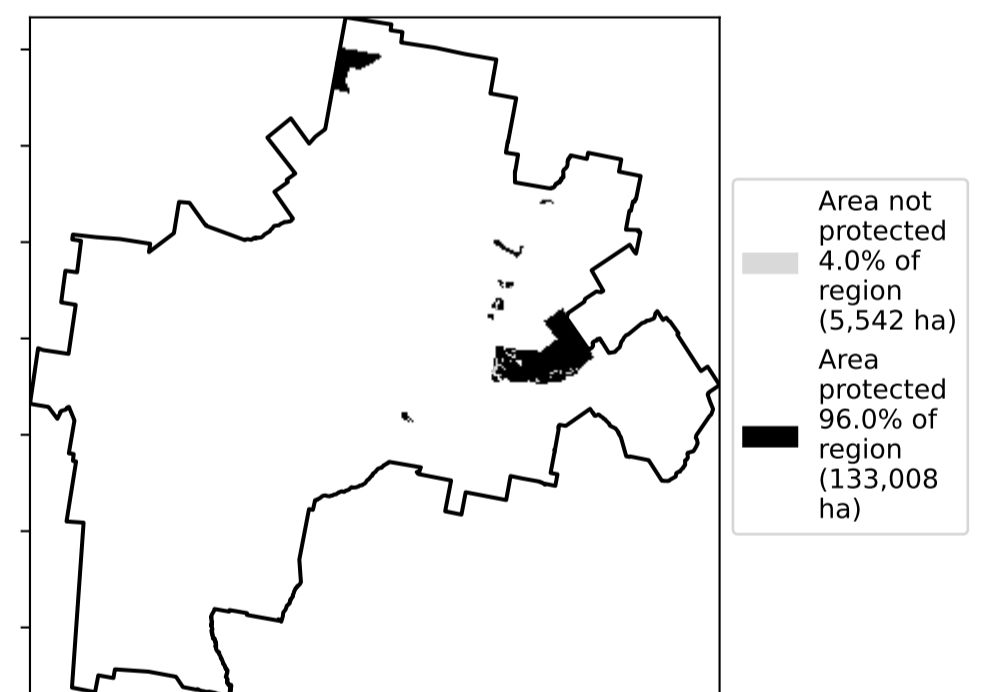 Area not
protected
4.0% of
region
(5,542 ha)
Area
protected
96.0% of
region
(133,008
ha)